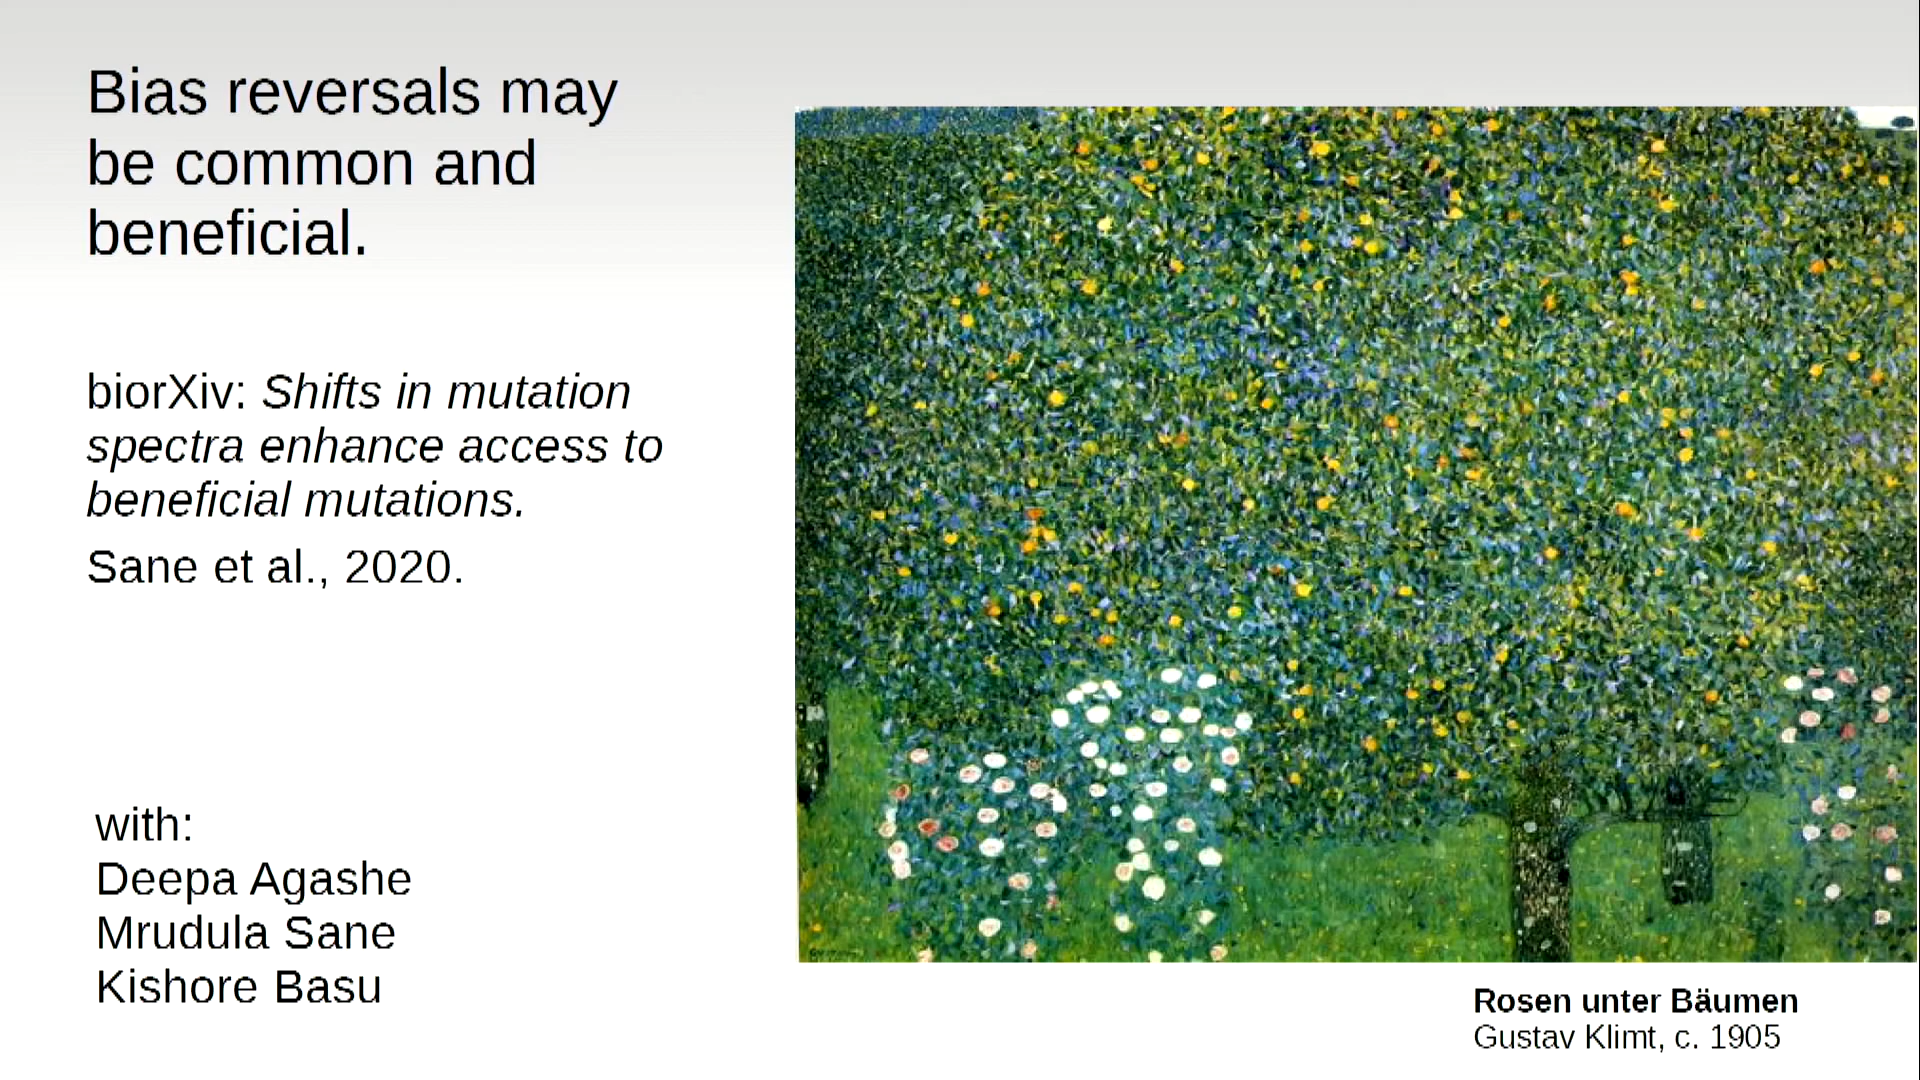 Bias reversals may
be common and
beneficial.
biorXiv: Shifts in mutation
spectra enhance access to
beneficial mutations.
Sane et al., 2020.
with:
Deepa Agashe
Mrudula Sane
Kishore Basu
Rosen unter Bäumen
Gustav Klimt, c. 1905